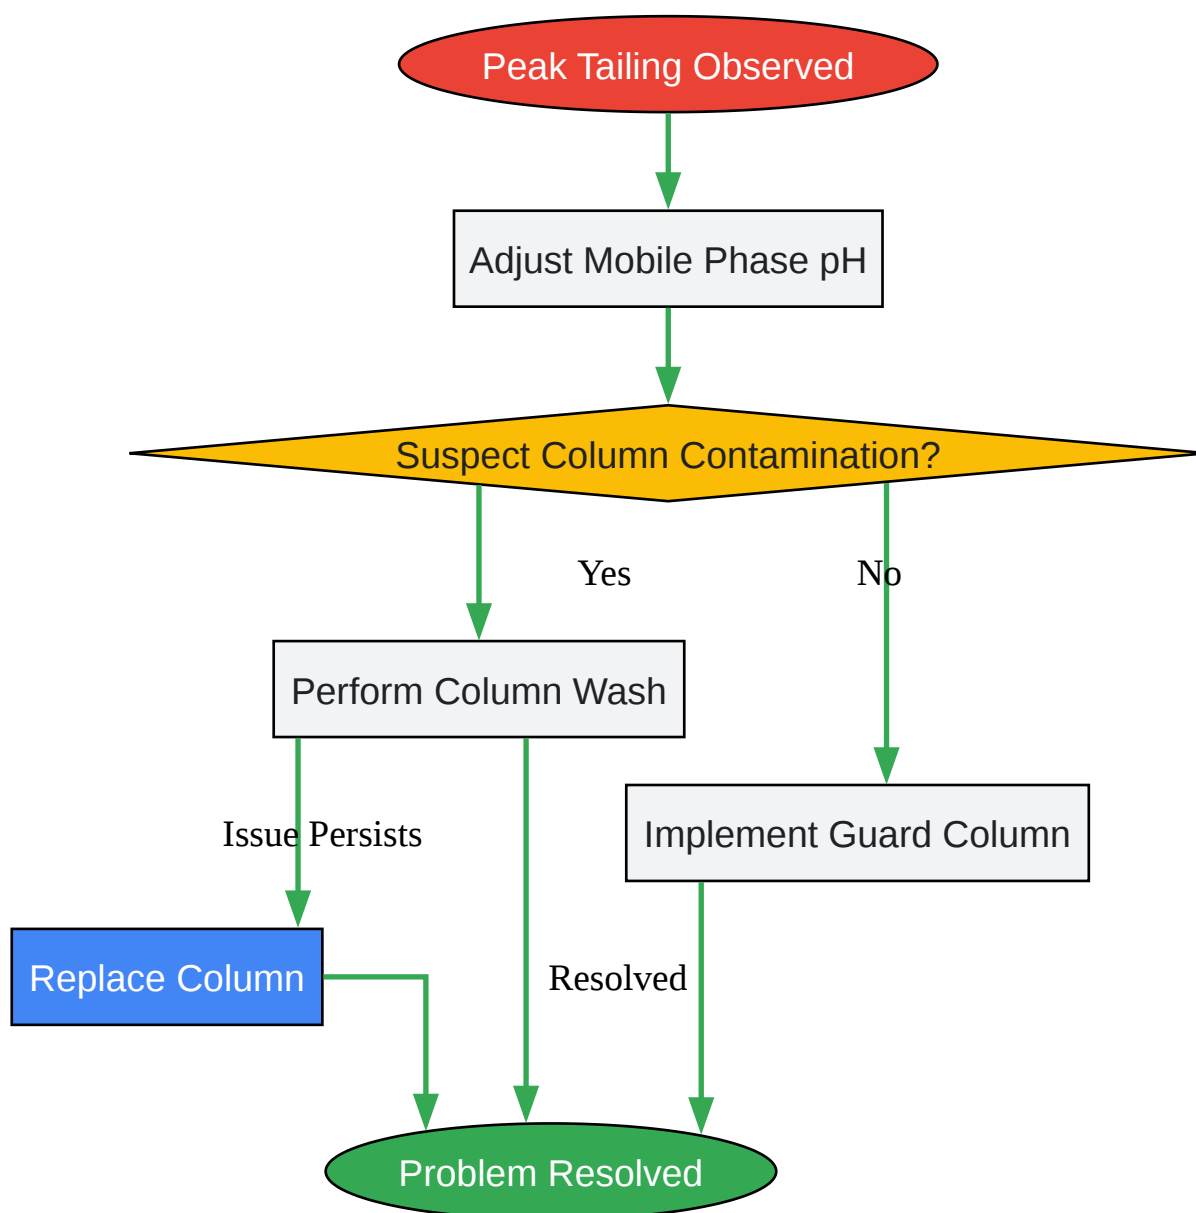 Peak Tailing Observed
Adjust Mobile Phase pH
Suspect Column Contamination?
Yes
No
Perform Column Wash
Issue Persists
Implement Guard Column
Replace Column
Resolved
Problem Resolved